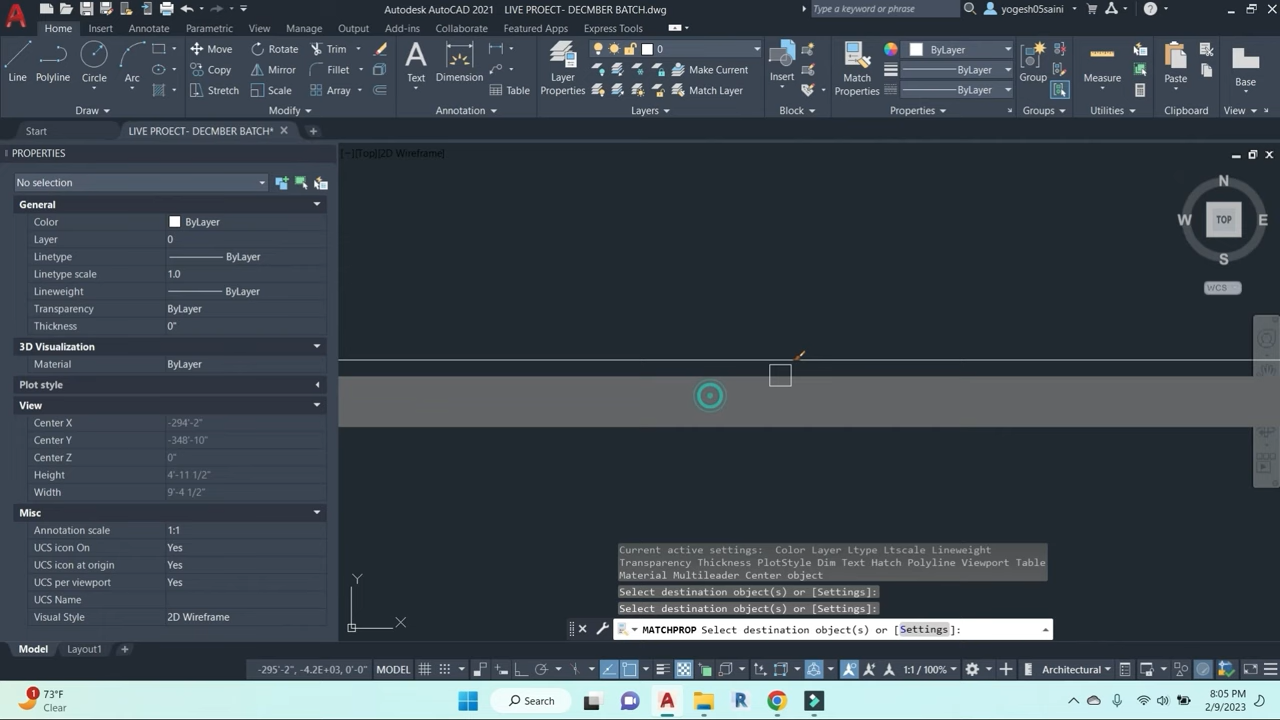 Autodesk AutoCAD 2021 LIVE PROECT- DECMBER BATCH.dwg
Type a keyword or phrase
yogesh05saini
Home Insert Annotate Parametric View Manage Output Add-ins Collaborate Featured Apps Express Tools
Line
Polyline
Circle
Arc
Move
Rotate
Trim
Copy
Mirror
Fillet
Stretch
Scale
Array
Text
Dimension
Table
Layer
Properties
0
Make Current
Match Layer
Insert
Match
Properties
ByLayer
ByLayer
ByLayer
Group
Measure
Paste
Base
Draw
Modify
Annotation
Layers
Block
Properties
Groups
Utilities
Clipboard
View
Start
LIVE PROECT- DECMBER BATCH*
PROPERTIES
[−][Top][2D Wireframe]
No selection
General
Color ByLayer
Layer 0
Linetype ByLayer
Linetype scale 1.0
Lineweight ByLayer
Transparency ByLayer
Thickness 0"
3D Visualization
Material ByLayer
Plot style
View
Center X -294'-2"
Center Y -348'-10"
Center Z 0"
Height 4'-11 1/2"
Width 9'-4 1/2"
Misc
Annotation scale 1:1
UCS icon On Yes
UCS icon at origin Yes
UCS per viewport Yes
UCS Name
Visual Style 2D Wireframe
N
W TOP E
S
WCS
Y
X
Current active settings: Color Layer Ltype Ltscale Lineweight
Transparency Thickness PlotStyle Dim Text Hatch Polyline Viewport Table
Material Multileader Center object
Select destination object(s) or [Settings]:
Select destination object(s) or [Settings]:
MATCHPROP Select destination object(s) or [Settings]:
Model Layout1
-295'-2", -4.2E+03, 0'-0" MODEL
1:1 / 100%
Architectural
1
73°F
Clear
Search
8:05 PM
2/9/2023